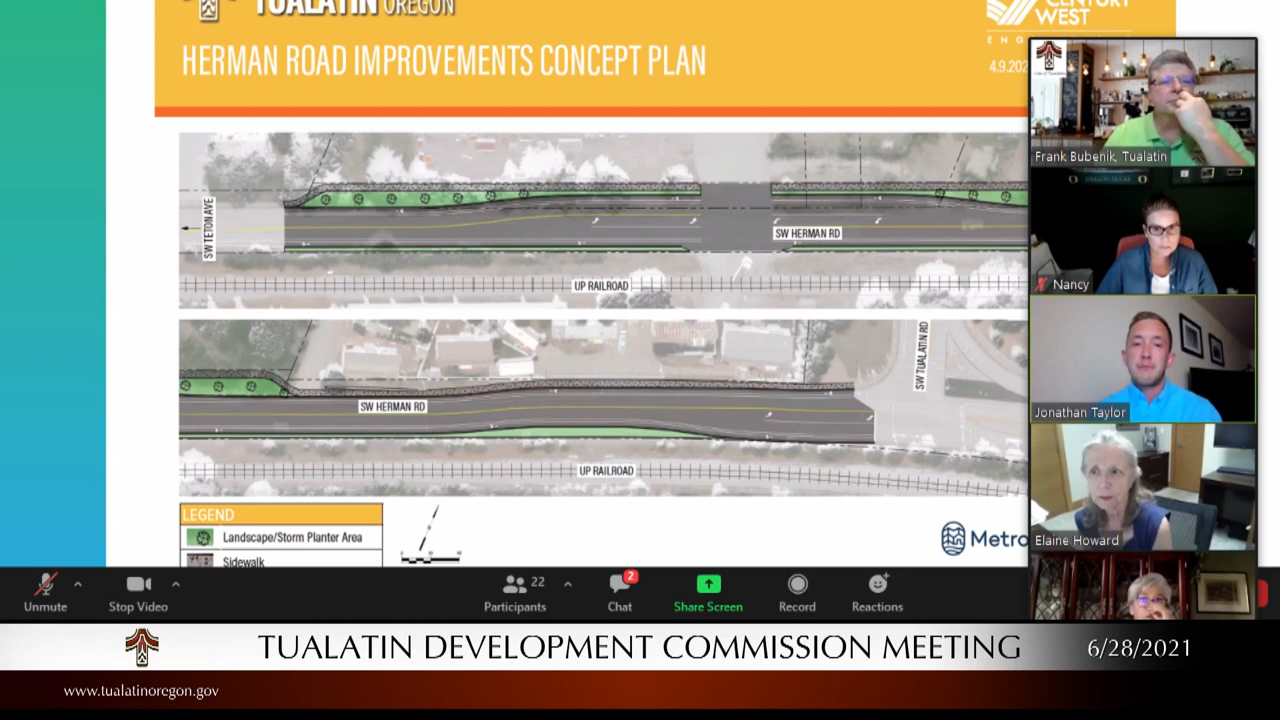 TUALATIN OREGON
CENTURY
WEST
HERMAN ROAD IMPROVEMENTS CONCEPT PLAN
4.9.202
Frank Bubenik, Tualatin
SW TETON AVE
SW HERMAN RD
UP RAILROAD
Nancy
SW TUALATIN RD
SW HERMAN RD
UP RAILROAD
Jonathan Taylor
LEGEND
Landscape/Storm Planter Area
Sidewalk
Metro
Elaine Howard
Unmute
Stop Video
22
Participants
2
Chat
Share Screen
Record
Reactions
TUALATIN DEVELOPMENT COMMISSION MEETING
6/28/2021
www.tualatinoregon.gov